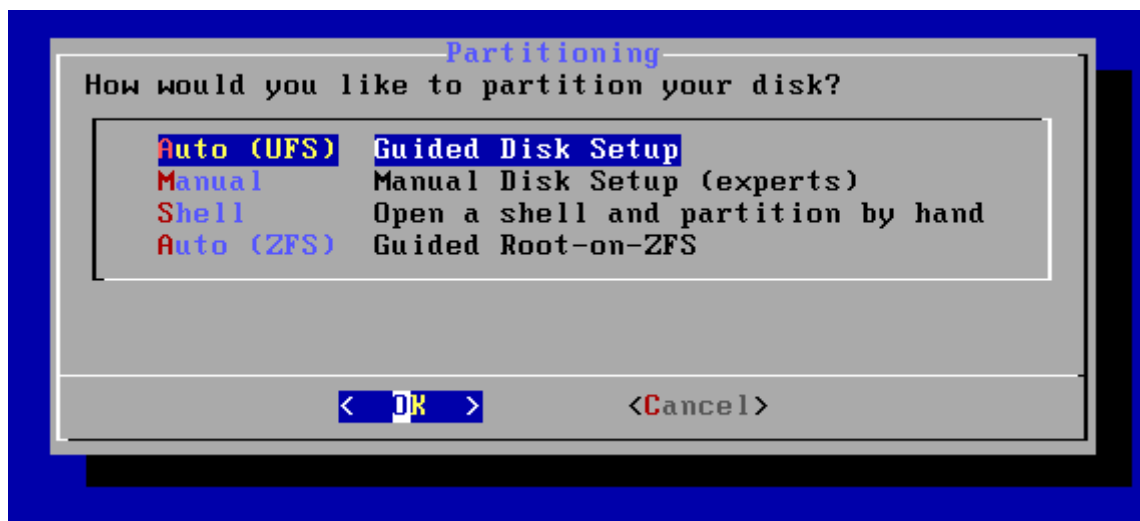 Partitioning
How would you like to partition your disk?
Auto (UFS) Guided Disk Setup
Manual Manual Disk Setup (experts)
Shell Open a shell and partition by hand
Auto (ZFS) Guided Root-on-ZFS
< OK > <Cancel>